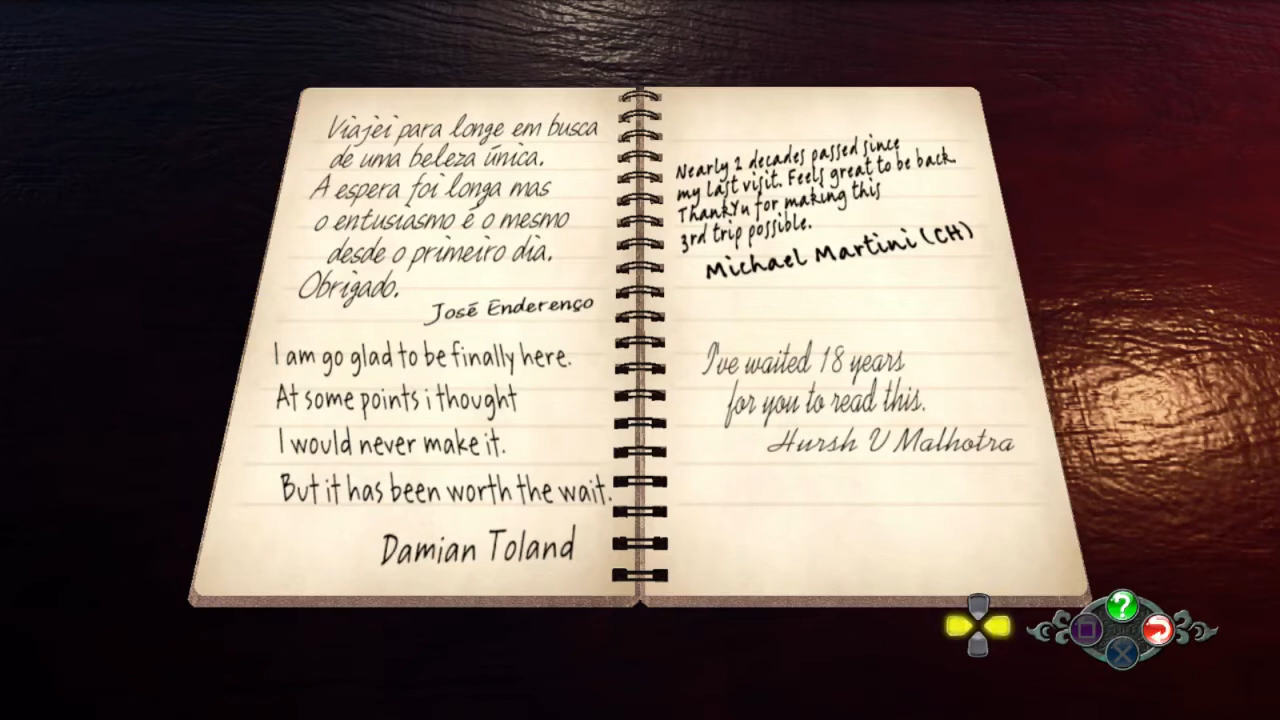 Viajei para longe em busca
de uma beleza única.
A espera foi longa mas
o entusiasmo é o mesmo
desde o primeiro dia.
Obrigado.
José Enderenço
I am go glad to be finally here.
At some points i thought
I would never make it.
But it has been worth the wait.
Damian Toland
Nearly 2 decades passed since
my last visit. Feels great to be back.
ThankYu for making this
3rd trip possible.
Michael Martini (CH)
I've waited 18 years
for you to read this.
Hursh V Malhotra
?